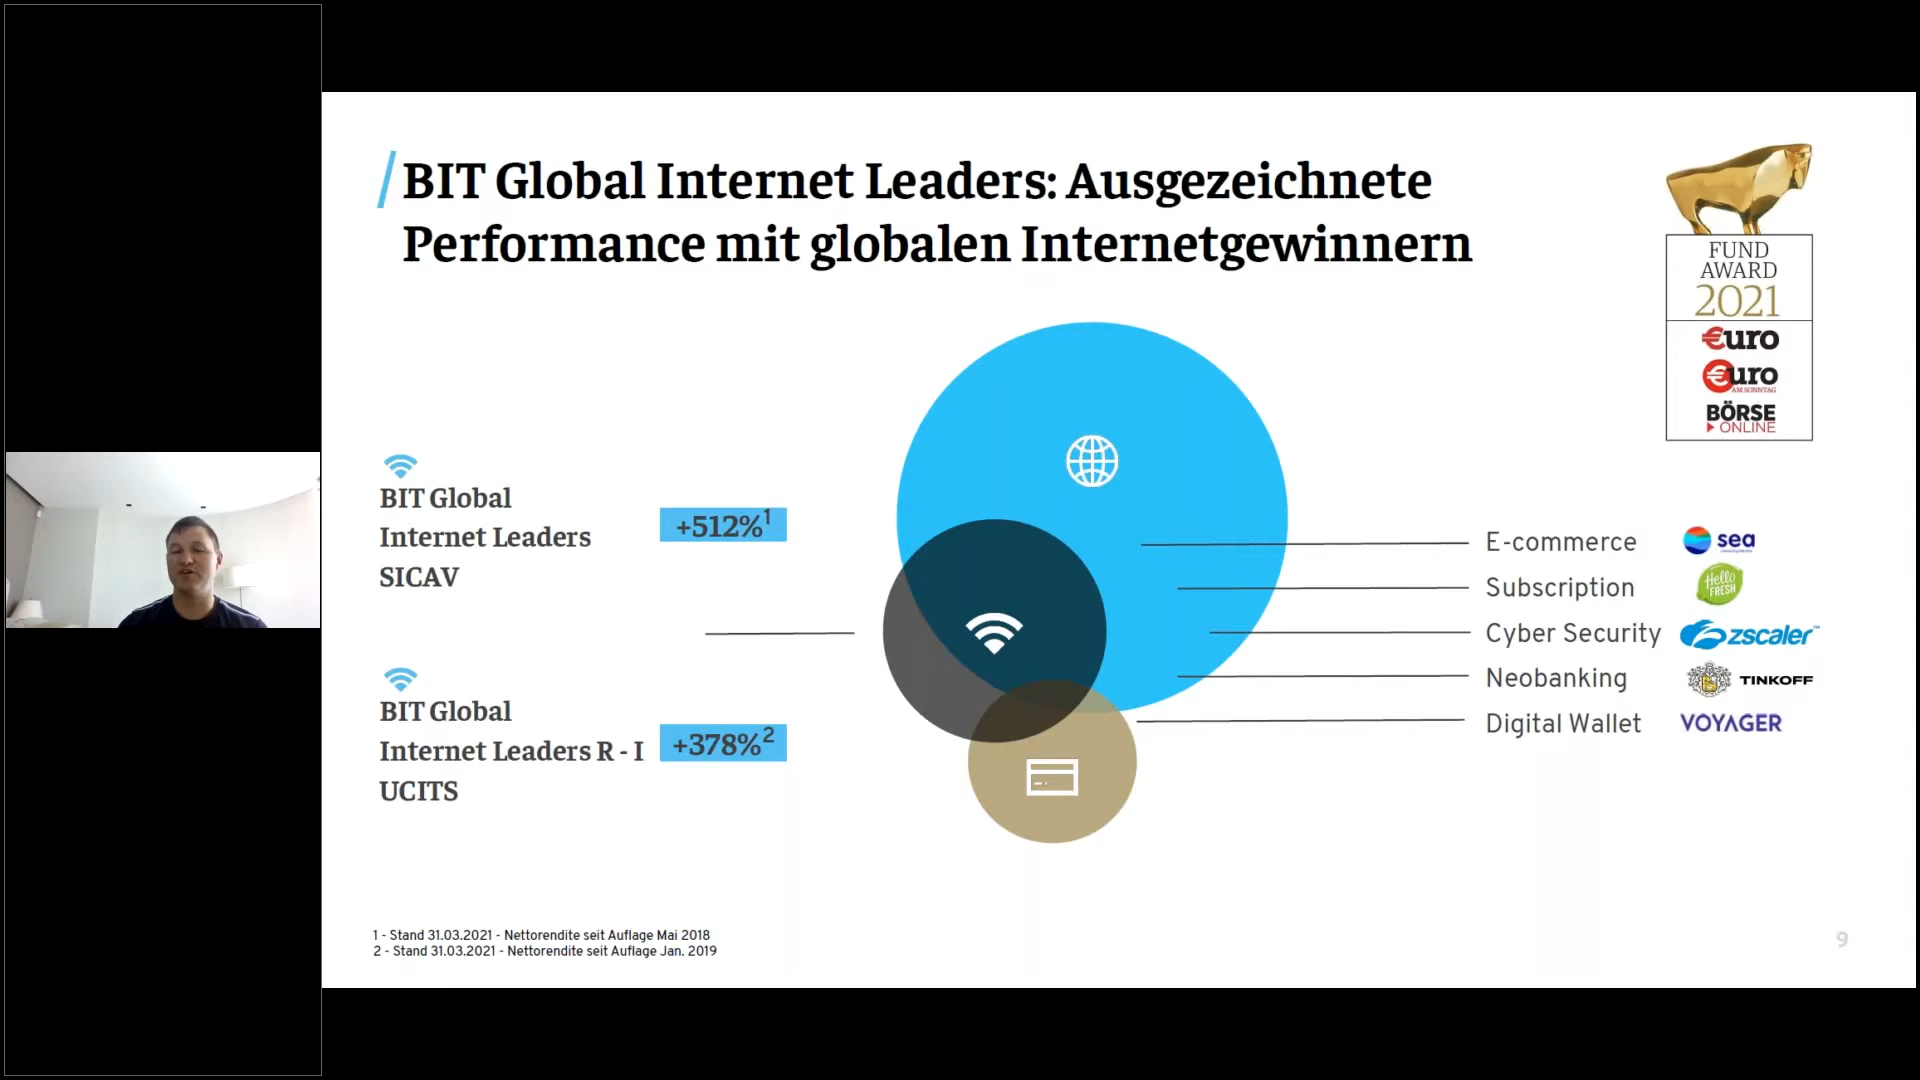 BIT Global Internet Leaders: Ausgezeichnete
Performance mit globalen Internetgewinnern
FUND
AWARD
2021
€uro
€uro
AM SONNTAG
BÖRSE
ONLINE
BIT Global
Internet Leaders
SICAV
+512%1
BIT Global
Internet Leaders R - I
UCITS
+378%2
E-commerce
sea
Subscription
Hello
FRESH
Cyber Security
zscaler™
Neobanking
TINKOFF
Digital Wallet
VOYAGER
1 - Stand 31.03.2021 - Nettorendite seit Auflage Mai 2018
2 - Stand 31.03.2021 - Nettorendite seit Auflage Jan. 2019
9